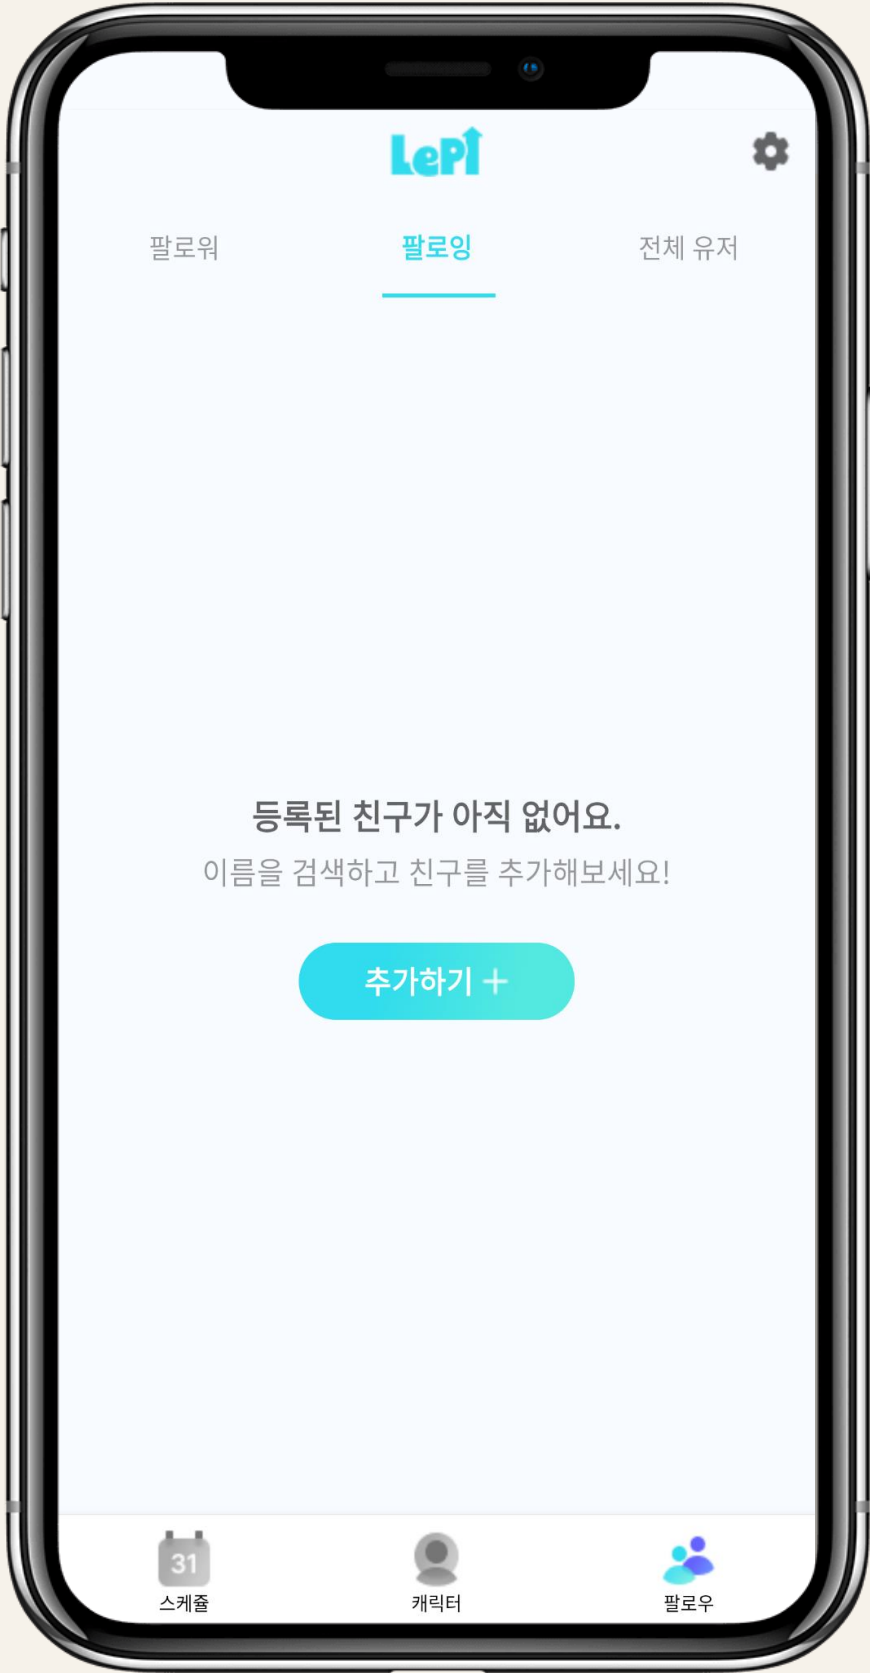 LePI
팔로워 팔로잉 전체 유저
등록된 친구가 아직 없어요.
이름을 검색하고 친구를 추가해보세요!
추가하기 +
31
스케쥴 캐릭터 팔로우